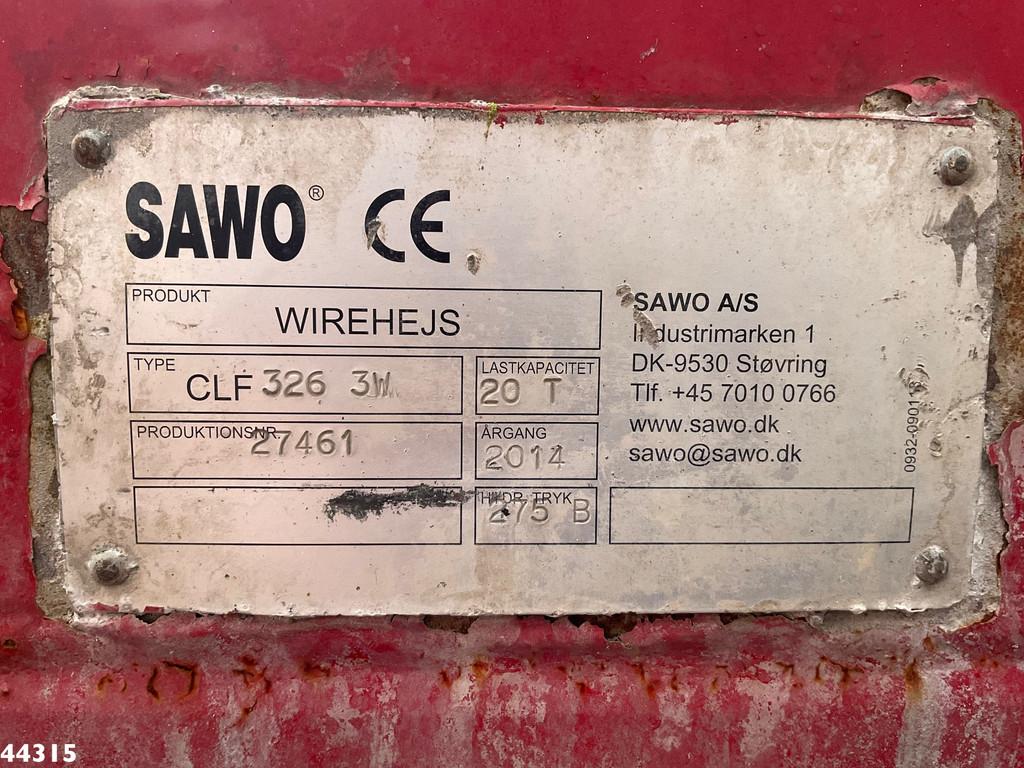 SAWO® CE
PRODUKT
WIREHEJS
TYPE
CLF 326 3W
LASTKAPACITET
20 T
PRODUKTIONSNR.
27461
ÅRGANG
2014
HYDR. TRYK
275 B
SAWO A/S
Industrimarken 1
DK-9530 Støvring
Tlf. +45 7010 0766
www.sawo.dk
sawo@sawo.dk
44315